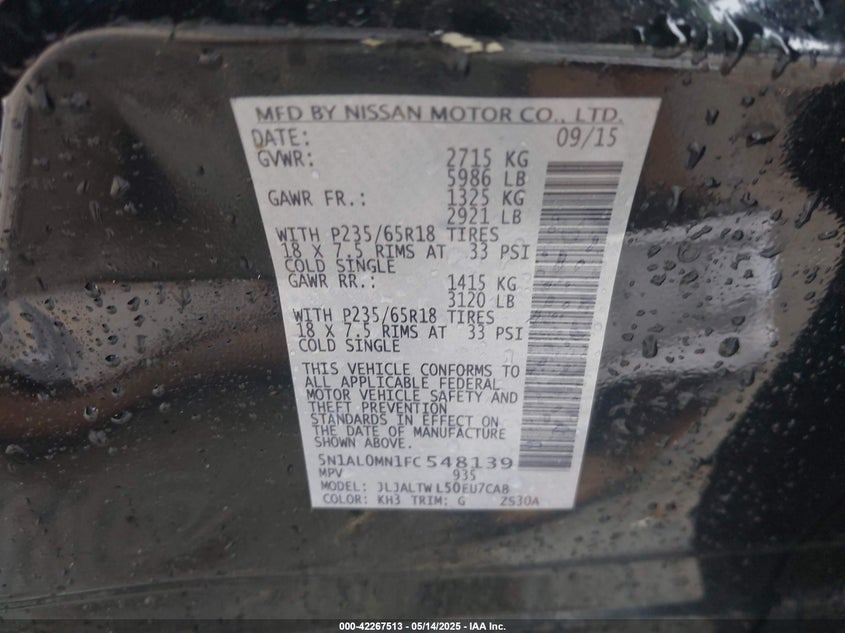 MFD BY NISSAN MOTOR CO., LTD.
DATE: 09/15
GVWR: 2715 KG
5986 LB
GAWR FR.: 1325 KG
2921 LB
WITH P235/65R18 TIRES
18 X 7.5 RIMS AT 33 PSI
COLD SINGLE
GAWR RR.: 1415 KG
3120 LB
WITH P235/65R18 TIRES
18 X 7.5 RIMS AT 33 PSI
COLD SINGLE
THIS VEHICLE CONFORMS TO
ALL APPLICABLE FEDERAL
MOTOR VEHICLE SAFETY AND
THEFT PREVENTION
STANDARDS IN EFFECT ON
THE DATE OF MANUFACTURE
SHOWN ABOVE.
5N1AL0MN1FC548139
MPV 935
MODEL: JLJALTWL50EU7CAB
COLOR: KH3 TRIM: G ZS30A
000-42267513 - 05/14/2025 - IAA Inc.